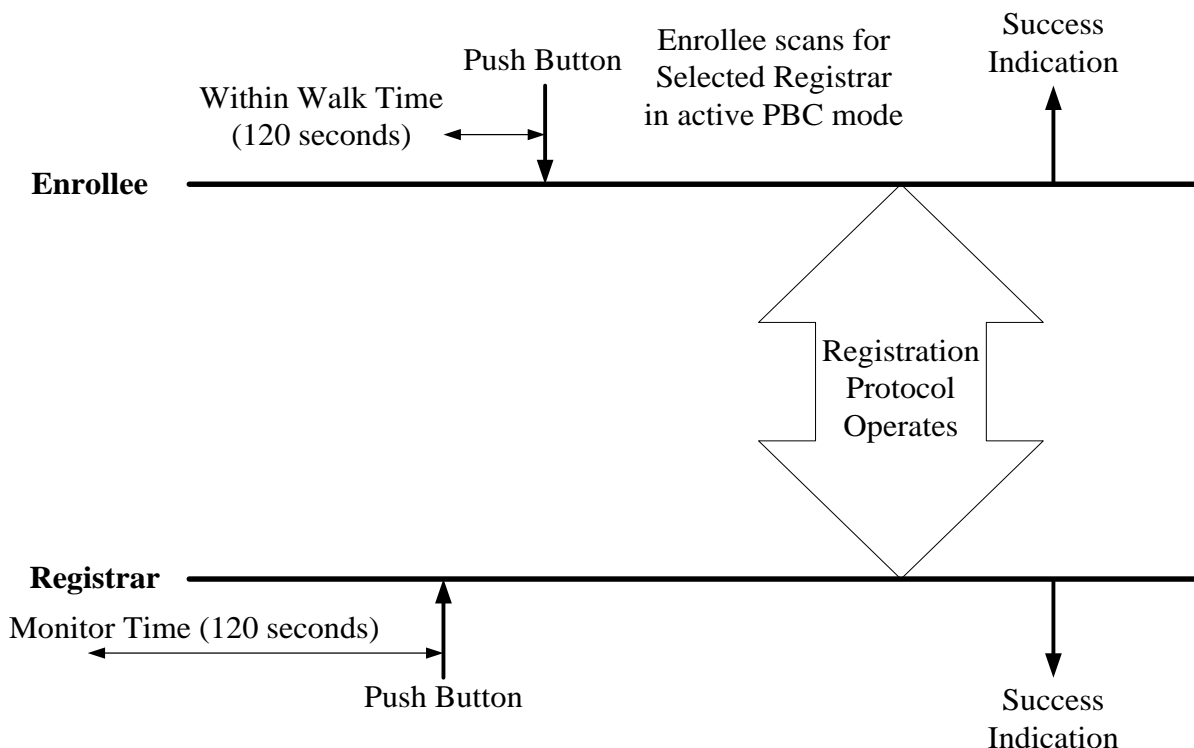 Success
Indication
Enrollee scans for
Selected Registrar
in active PBC mode
Push Button
Within Walk Time
(120 seconds)
Enrollee
Registration
Protocol
Operates
Registrar
Monitor Time (120 seconds)
Push Button
Success
Indication